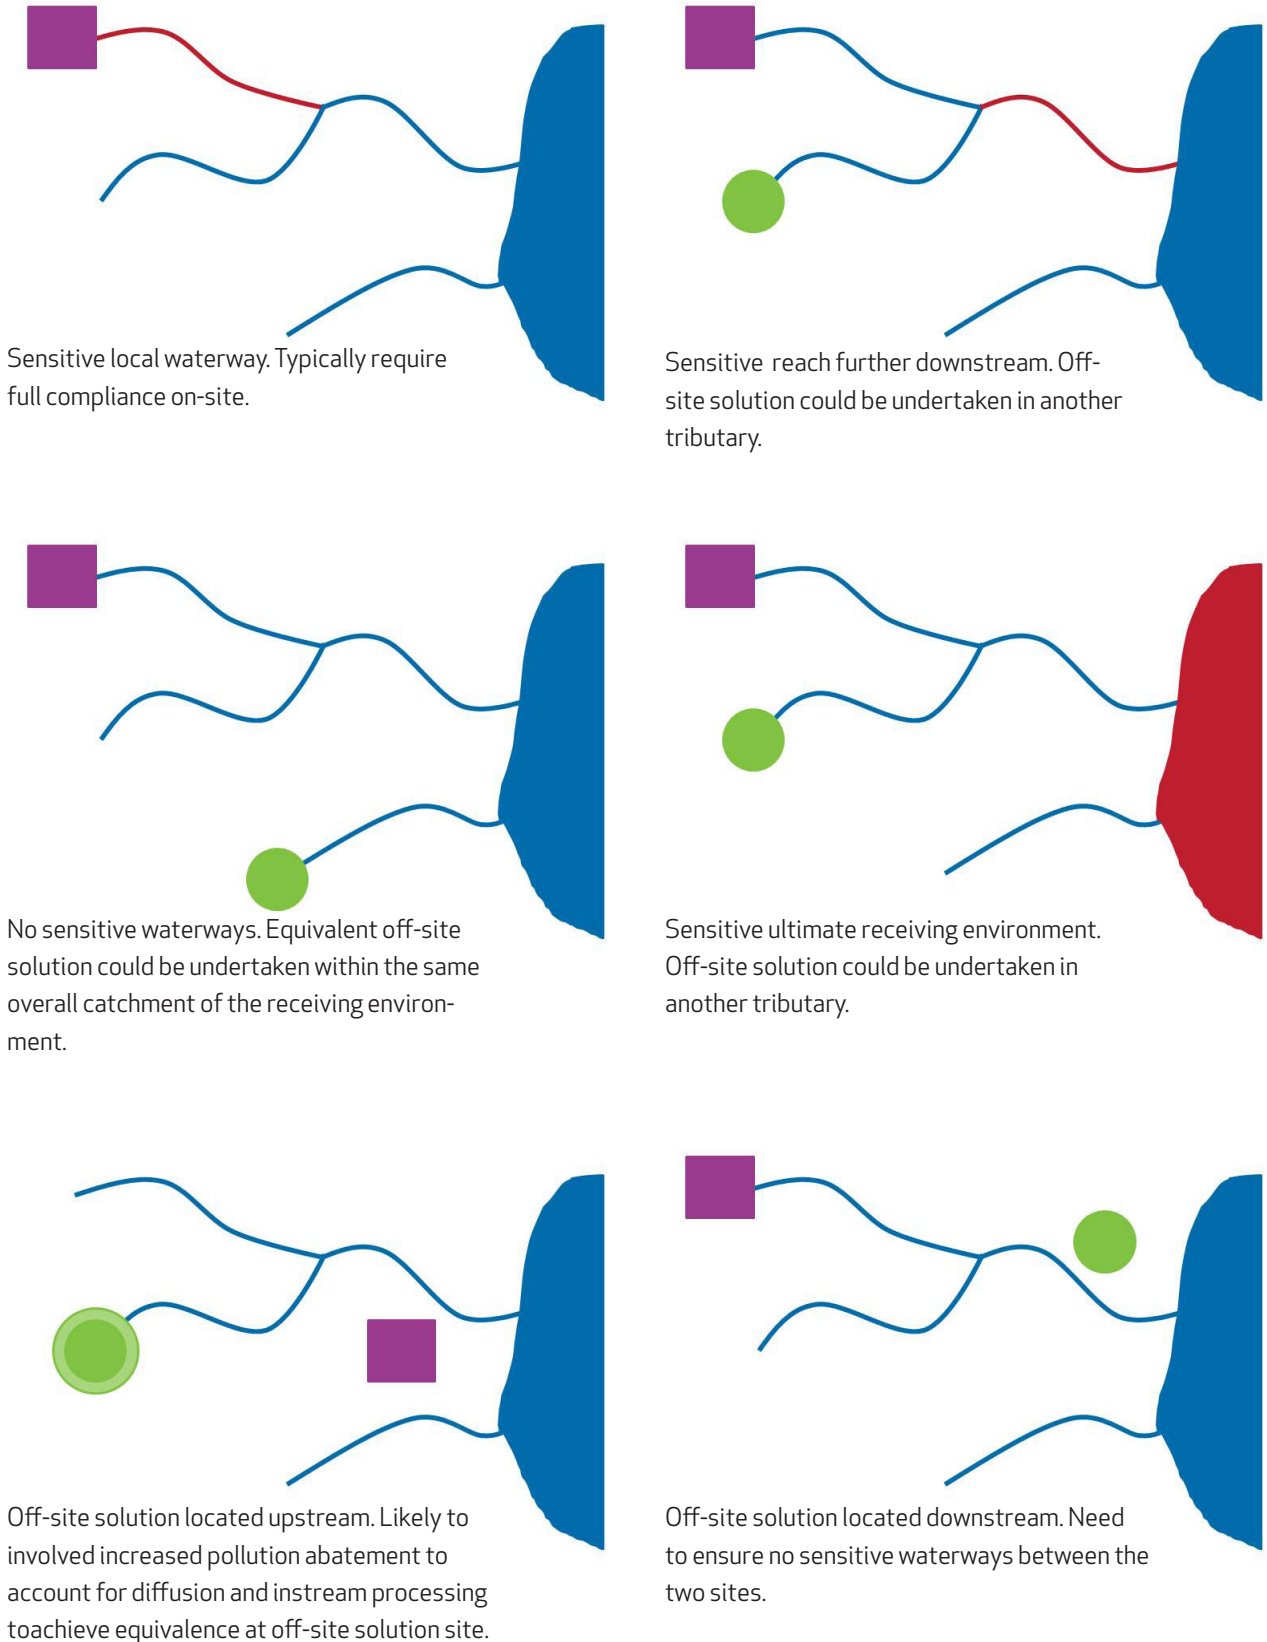 Sensitive local waterway. Typically require
full compliance on-site.
Sensitive reach further downstream. Off-
site solution could be undertaken in another
tributary.
No sensitive waterways. Equivalent off-site
solution could be undertaken within the same
overall catchment of the receiving environ-
ment.
Sensitive ultimate receiving environment.
Off-site solution could be undertaken in
another tributary.
Off-site solution located upstream. Likely to
involved increased pollution abatement to
account for diffusion and instream processing
toachieve equivalence at off-site solution site.
Off-site solution located downstream. Need
to ensure no sensitive waterways between the
two sites.